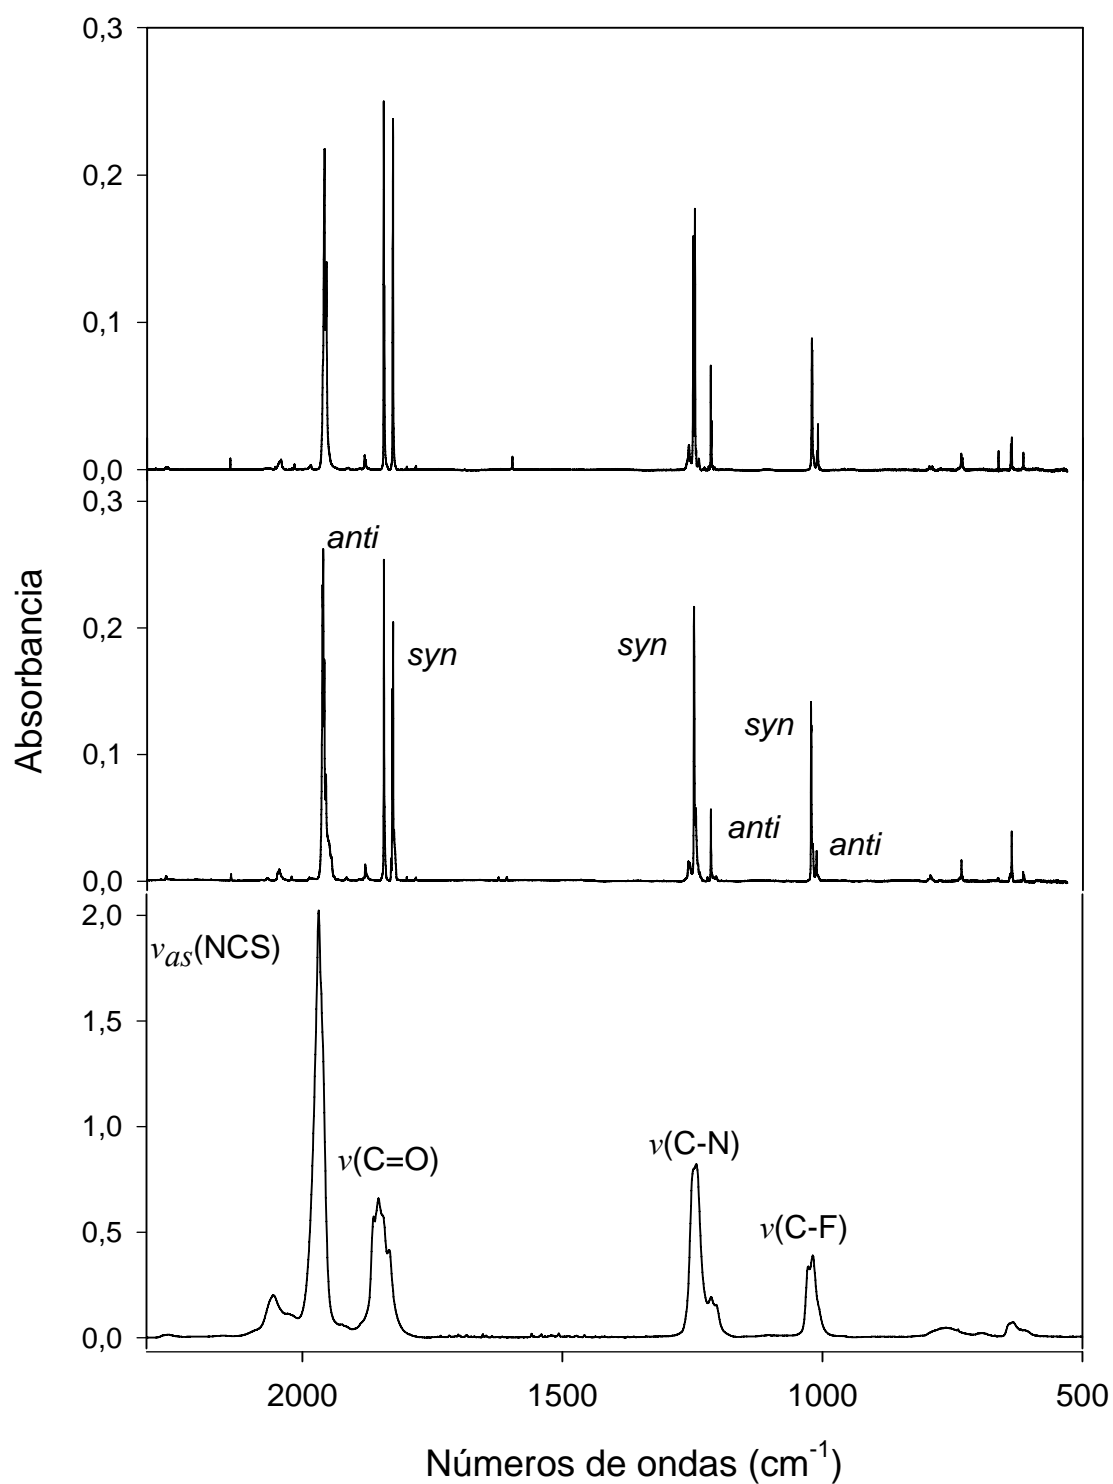 0,3
0,2
0,1
0,0
0,3
anti
0,2
syn
syn
syn
0,1
anti
anti
0,0
Absorbancia
2,0
νas(NCS)
1,5
1,0
ν(C=O)
ν(C-N)
0,5
ν(C-F)
0,0
2000 1500 1000 500
Números de ondas (cm-1)